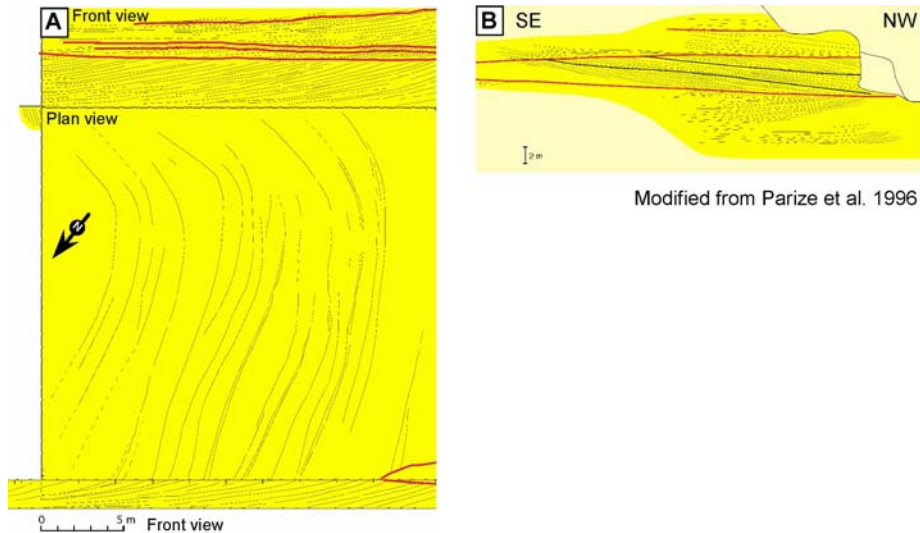 A
Front view
Plan view
N
0 5 m Front view
B SE NW
2 m
Modified from Parize et al. 1996